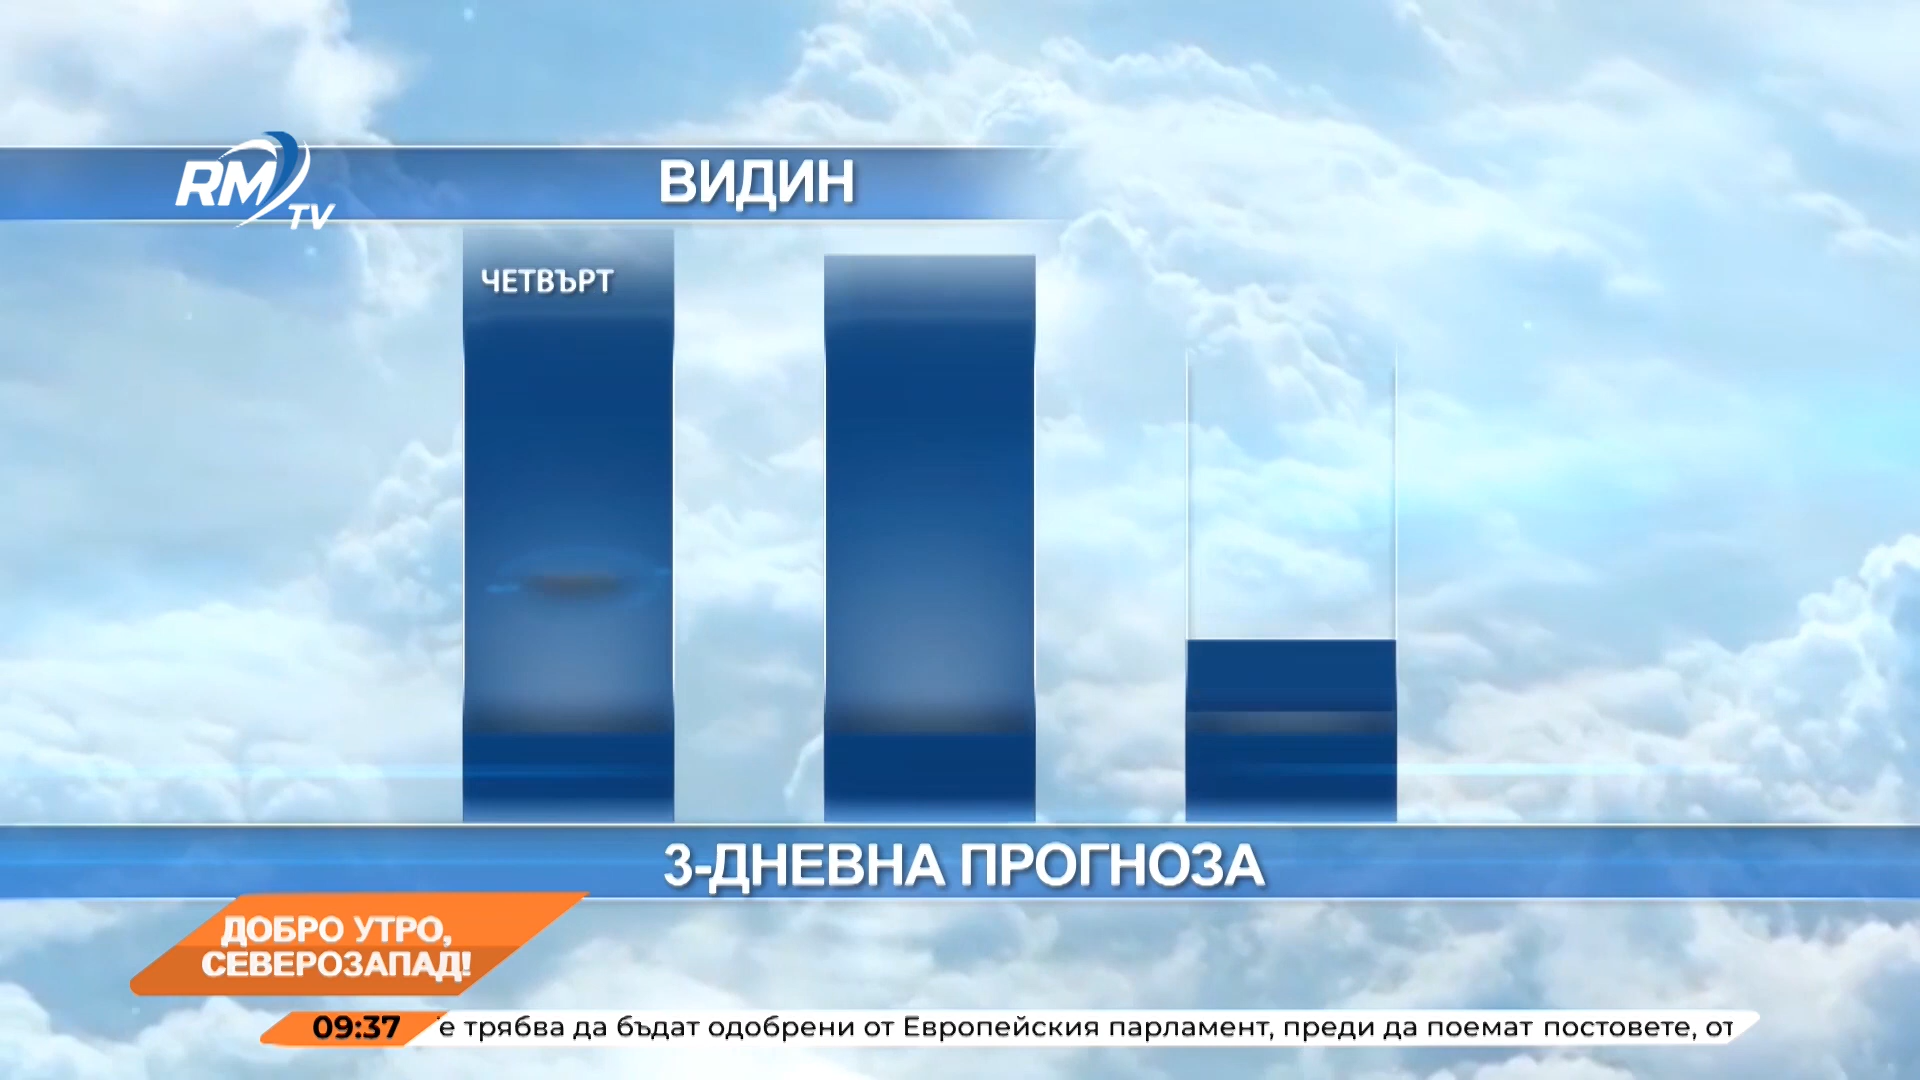 RM TV
ВИДИН
ЧЕТВЪРТ
3-ДНЕВНА ПРОГНОЗА
ДОБРО УТРО,
СЕВЕРОЗАПАД!
09:37
е трябва да бъдат одобрени от Европейския парламент, преди да поемат постовете, от